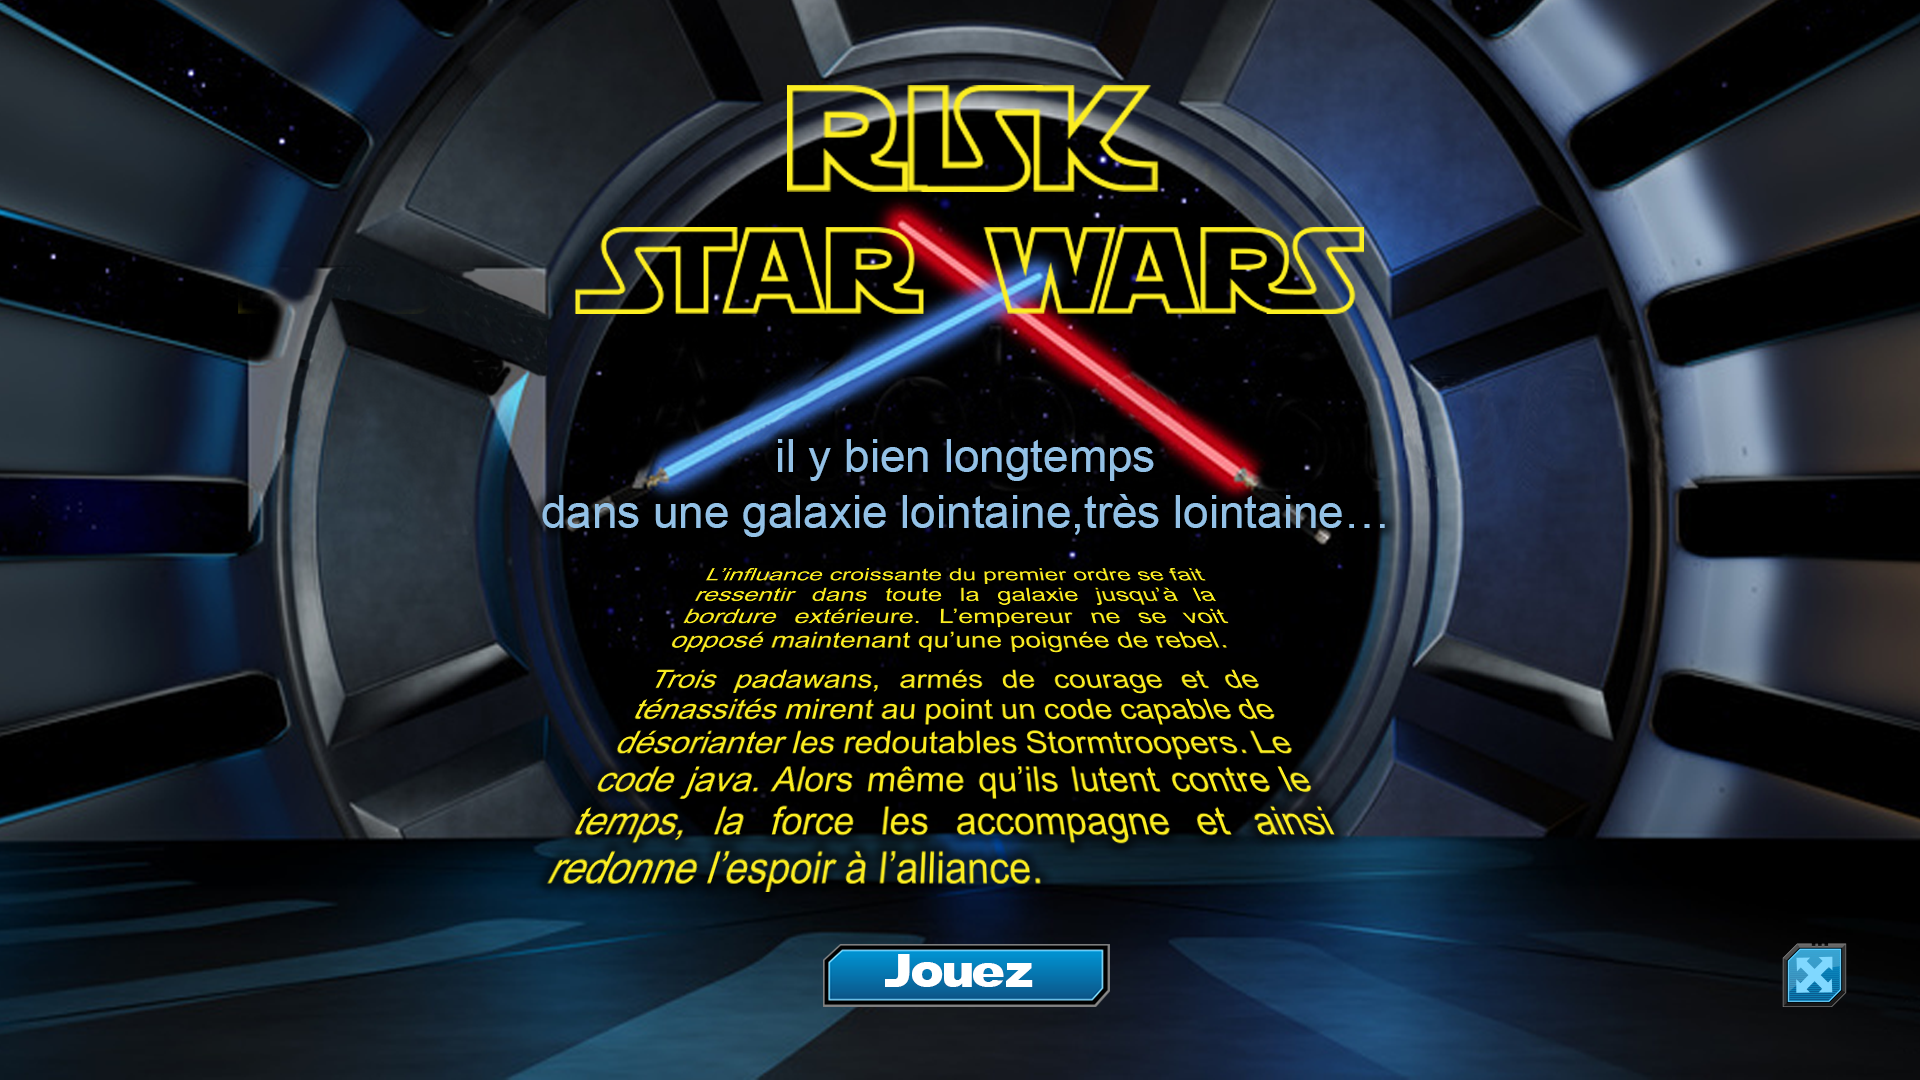 RISK
STAR WARS
il y bien longtemps
dans une galaxie lointaine,très lointaine…
L’influance croissante du premier ordre se fait
ressentir dans toute la galaxie jusqu’à la
bordure extérieure. L’empereur ne se voit
opposé maintenant qu’une poignée de rebel.
Trois padawans, armés de courage et de
ténassités mirent au point un code capable de
désorianter les redoutables Stormtroopers. Le
code java. Alors même qu’ils lutent contre le
temps, la force les accompagne et ainsi
redonne l’espoir à l’alliance.
Jouez